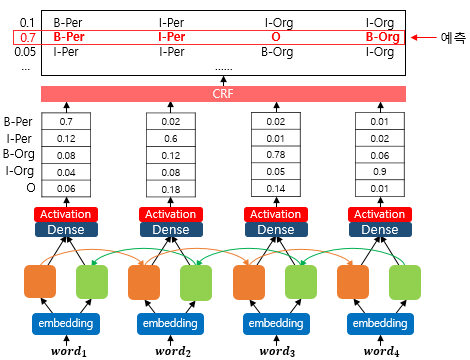 0.1 B-Per I-Per I-Org I-Org
0.7 B-Per I-Per O B-Org 예측
0.05 I-Per I-Per B-Org I-Org
... ......
CRF
B-Per 0.7 0.02 0.02 0.01
I-Per 0.12 0.6 0.01 0.02
B-Org 0.08 0.12 0.78 0.06
I-Org 0.04 0.08 0.05 0.9
O 0.06 0.18 0.14 0.01
Activation Activation Activation Activation
Dense Dense Dense Dense
embedding embedding embedding embedding
word1 word2 word3 word4